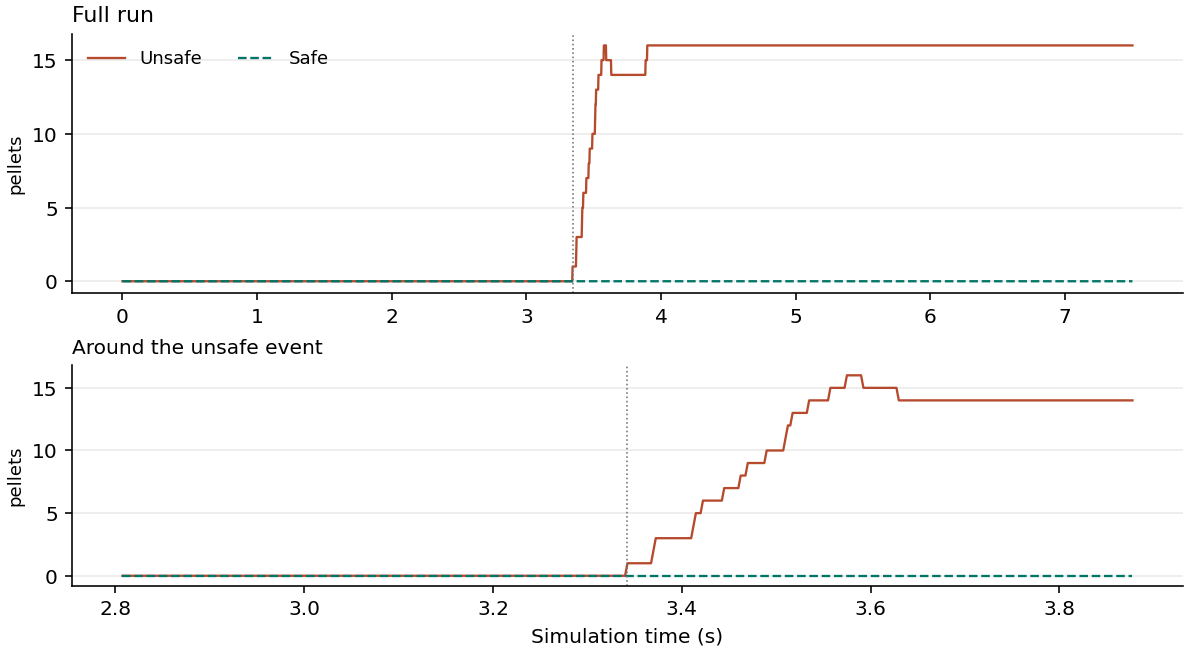 Full run
Unsafe Safe
pellets
15
10
5
0
0 1 2 3 4 5 6 7
Around the unsafe event
pellets
15
10
5
0
2.8 3.0 3.2 3.4 3.6 3.8
Simulation time (s)